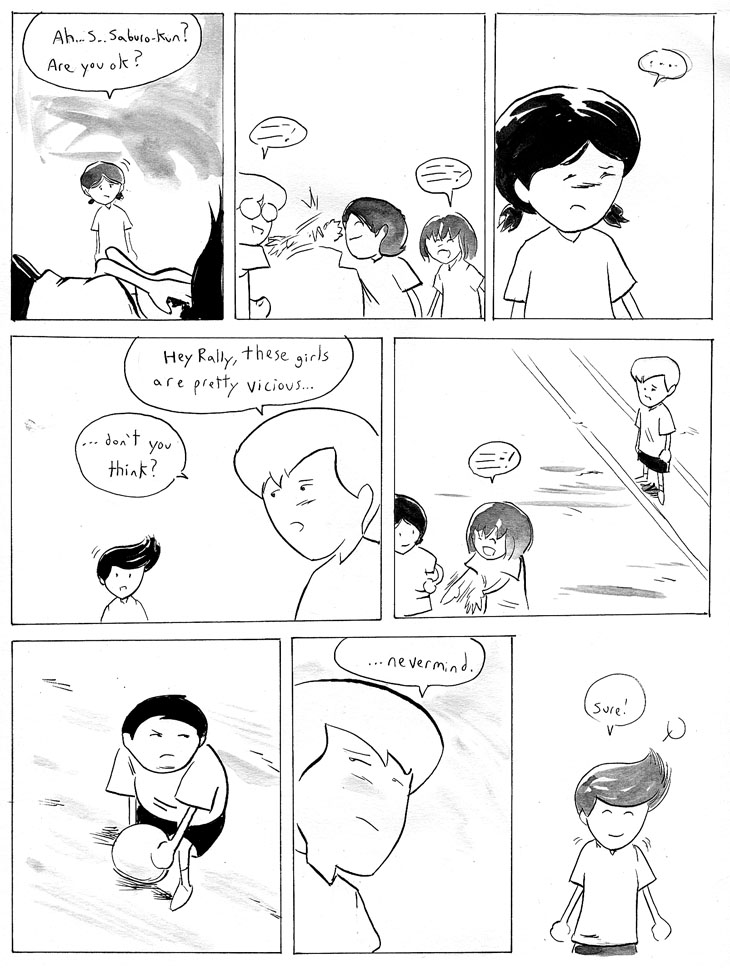 Ah...S..Saburo-kun?
Are you ok?
....
Hey Rally, these girls
are pretty vicious...
...don't you
think?
...nevermind.
Sure!